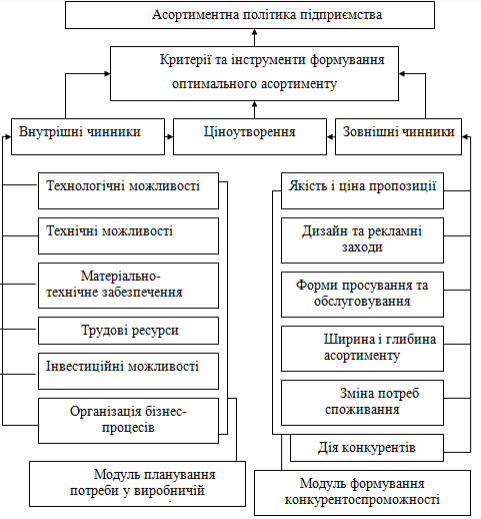 Асортиментна політика підприємства
Критерії та інструменти формування
оптимального асортименту
Внутрішні чинники
Ціноутворення
Зовнішні чинники
Технологічні можливості
Технічні можливості
Матеріально-
технічне забезпечення
Трудові ресурси
Інвестиційні можливості
Організація бізнес-
процесів
Модуль планування
потреби у виробничій
Якість і ціна пропозиції
Дизайн та рекламні
заходи
Форми просування та
обслуговування
Ширина і глибина
асортименту
Зміна потреб
споживання
Дія конкурентів
Модуль формування
конкурентоспроможності